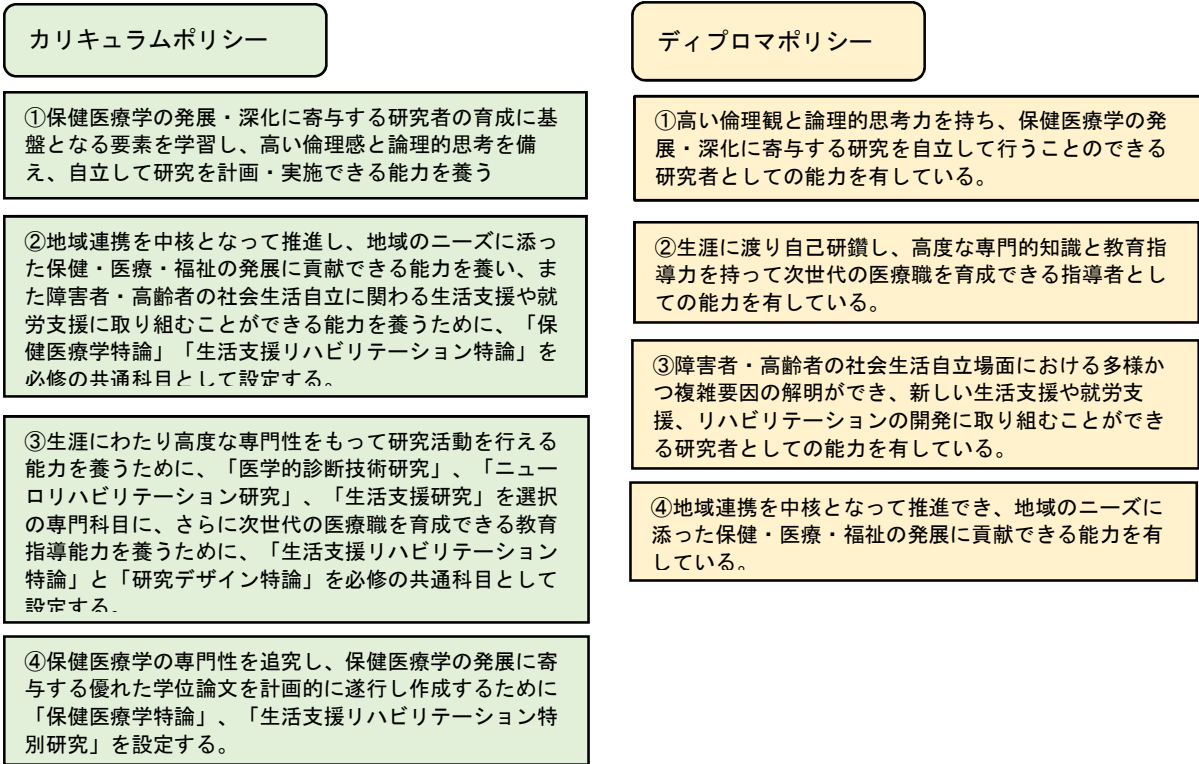 カリキュラムポリシー
①保健医療学の発展・深化に寄与する研究者の育成に基
盤となる要素を学習し、高い倫理感と論理的思考を備
え、自立して研究を計画・実施できる能力を養う
②地域連携を中核となって推進し、地域のニーズに添っ
た保健・医療・福祉の発展に貢献できる能力を養い、ま
た障害者・高齢者の社会生活自立に関わる生活支援や就
労支援に取り組むことができる能力を養うために、「保
健医療学特論」「生活支援リハビリテーション特論」を
必修の共通科目として設定する。
③生涯にわたり高度な専門性をもって研究活動を行える
能力を養うために、「医学的診断技術研究」、「ニュー
ロリハビリテーション研究」、「生活支援研究」を選択
の専門科目に、さらに次世代の医療職を育成できる教育
指導能力を養うために、「生活支援リハビリテーション
特論」と「研究デザイン特論」を必修の共通科目として
設定する。
④保健医療学の専門性を追究し、保健医療学の発展に寄
与する優れた学位論文を計画的に遂行し作成するために
「保健医療学特論」、「生活支援リハビリテーション特
別研究」を設定する。
ディプロマポリシー
①高い倫理観と論理的思考力を持ち、保健医療学の発
展・深化に寄与する研究を自立して行うことのできる
研究者としての能力を有している。
②生涯に渡り自己研鑽し、高度な専門的知識と教育指
導力を持って次世代の医療職を育成できる指導者とし
ての能力を有している。
③障害者・高齢者の社会生活自立場面における多様か
つ複雑要因の解明ができ、新しい生活支援や就労支
援、リハビリテーションの開発に取り組むことができ
る研究者としての能力を有している。
④地域連携を中核となって推進でき、地域のニーズに
添った保健・医療・福祉の発展に貢献できる能力を有
している。